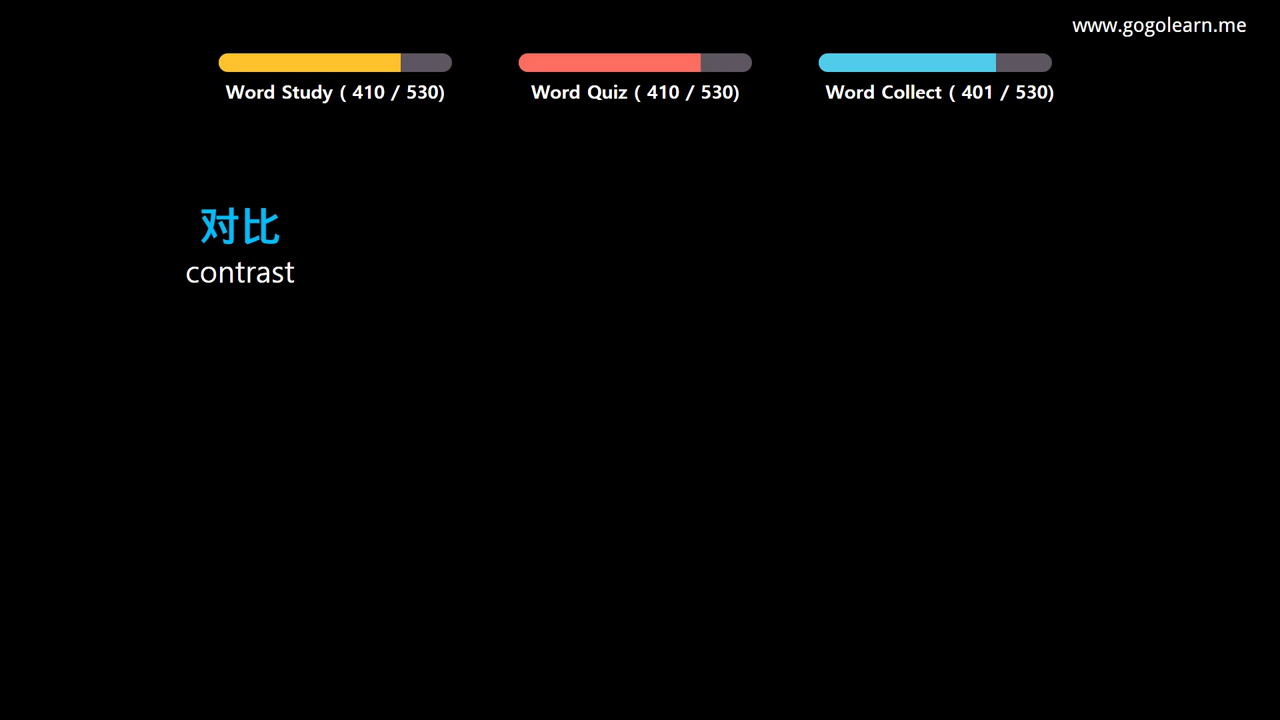 www.gogolearn.me
Word Study ( 410 / 530)
Word Quiz ( 410 / 530)
Word Collect ( 401 / 530)
对比
contrast